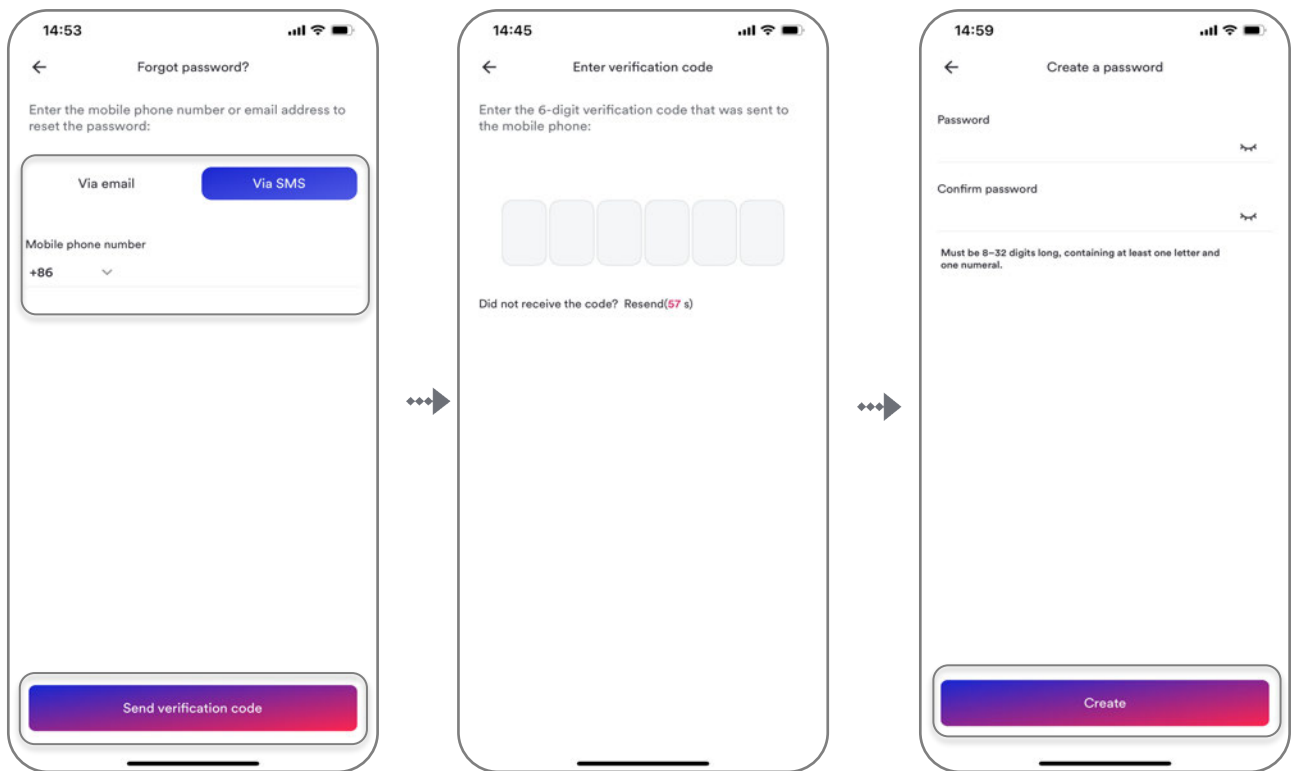 14:53
Forgot password?
Enter the mobile phone number or email address to
reset the password:
Via email
Via SMS
Mobile phone number
+86
Send verification code
14:45
Enter verification code
Enter the 6-digit verification code that was sent to
the mobile phone:
Did not receive the code? Resend(57 s)
14:59
Create a password
Password
Confirm password
Must be 8–32 digits long, containing at least one letter and
one numeral.
Create